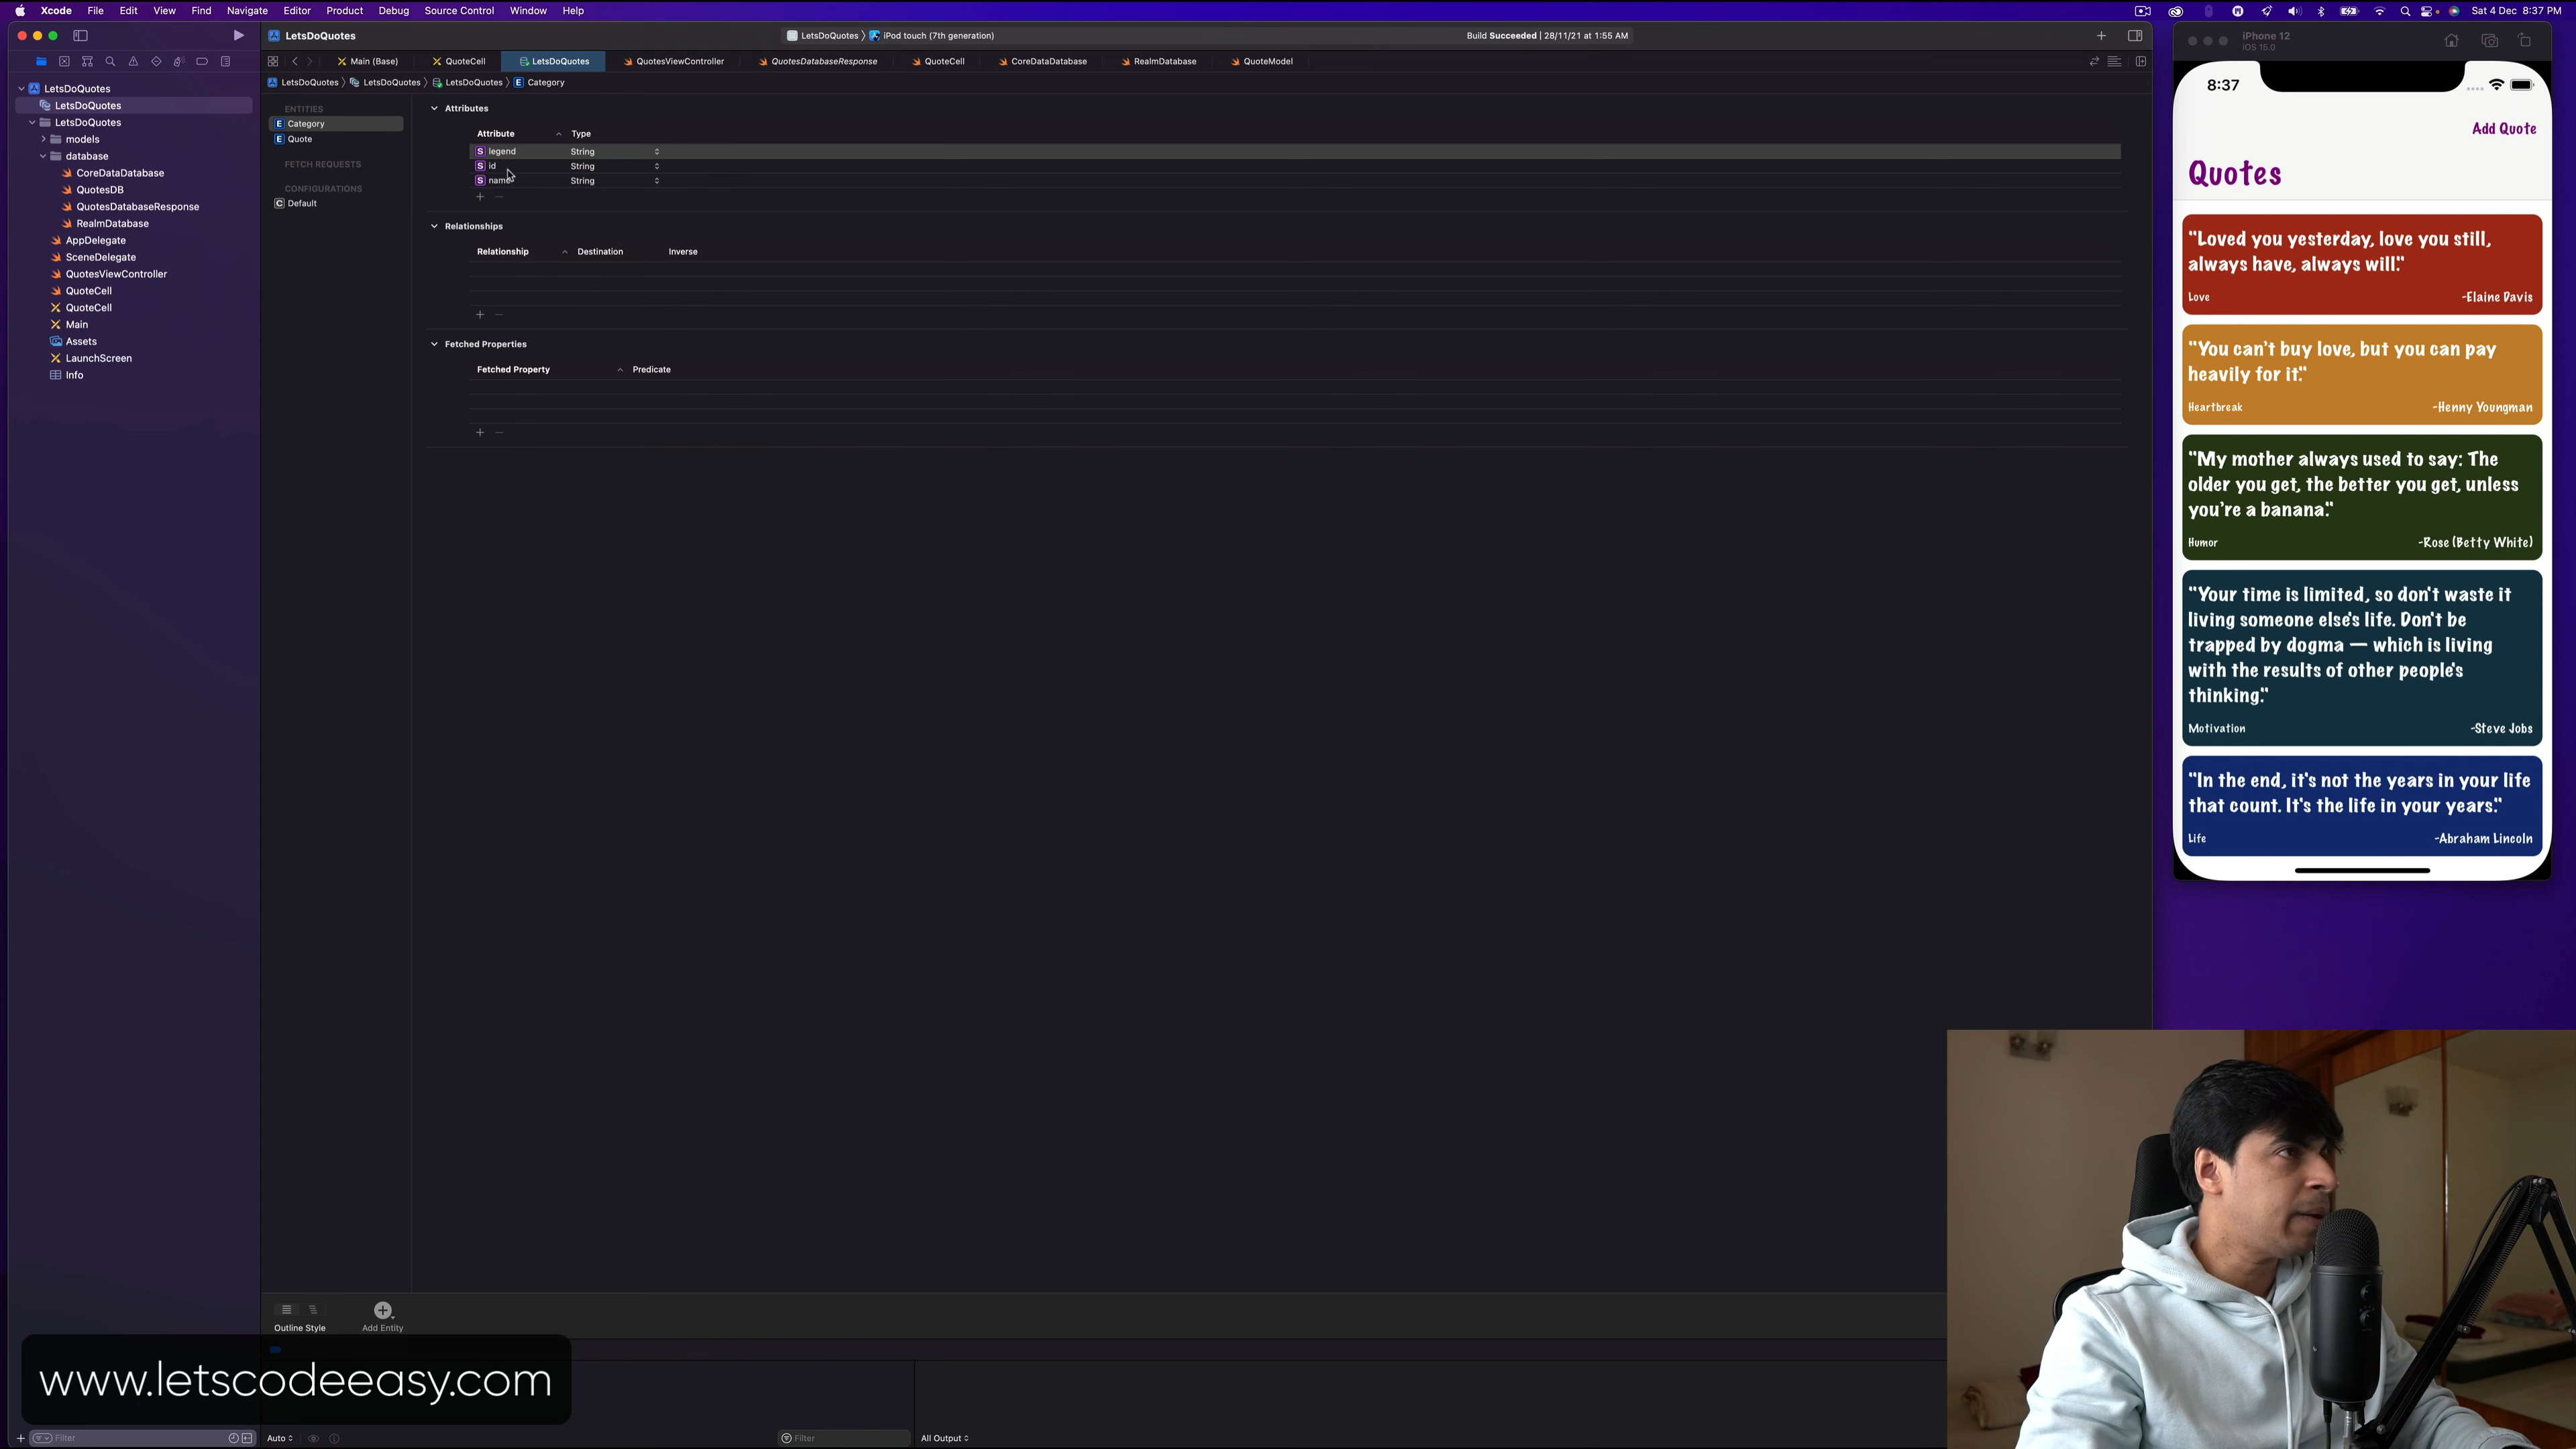 Xcode File Edit View Find Navigate Editor Product Debug Source Control Window Help
Sat 4 Dec 8:37 PM
LetsDoQuotes
LetsDoQuotes
LetsDoQuotes
models
database
CoreDataDatabase
QuotesDB
QuotesDatabaseResponse
RealmDatabase
AppDelegate
SceneDelegate
QuotesViewController
QuoteCell
QuoteCell
Main
Assets
LaunchScreen
Info
Filter
LetsDoQuotes
LetsDoQuotes 〉 iPod touch (7th generation)
Build Succeeded | 28/11/21 at 1:55 AM
Main (Base) QuoteCell LetsDoQuotes QuotesViewController QuotesDatabaseResponse QuoteCell CoreDataDatabase RealmDatabase QuoteModel
LetsDoQuotes 〉 LetsDoQuotes 〉 LetsDoQuotes 〉 E Category
ENTITIES
E Category
E Quote
FETCH REQUESTS
CONFIGURATIONS
C Default
Attributes
Attribute Type
S legend String
S id String
S name String
+ −
Relationships
Relationship Destination Inverse
+ −
Fetched Properties
Fetched Property Predicate
+ −
Outline Style
Add Entity
Auto
Filter
All Output
www.letscodeeasy.com
iPhone 12
iOS 15.0
8:37
Add Quote
Quotes
"Loved you yesterday, love you still,
always have, always will."
Love -Elaine Davis
"You can't buy love, but you can pay
heavily for it."
Heartbreak -Henny Youngman
"My mother always used to say: The
older you get, the better you get, unless
you're a banana."
Humor -Rose (Betty White)
"Your time is limited, so don't waste it
living someone else's life. Don't be
trapped by dogma — which is living
with the results of other people's
thinking."
Motivation -Steve Jobs
"In the end, it's not the years in your life
that count. It's the life in your years."
Life -Abraham Lincoln